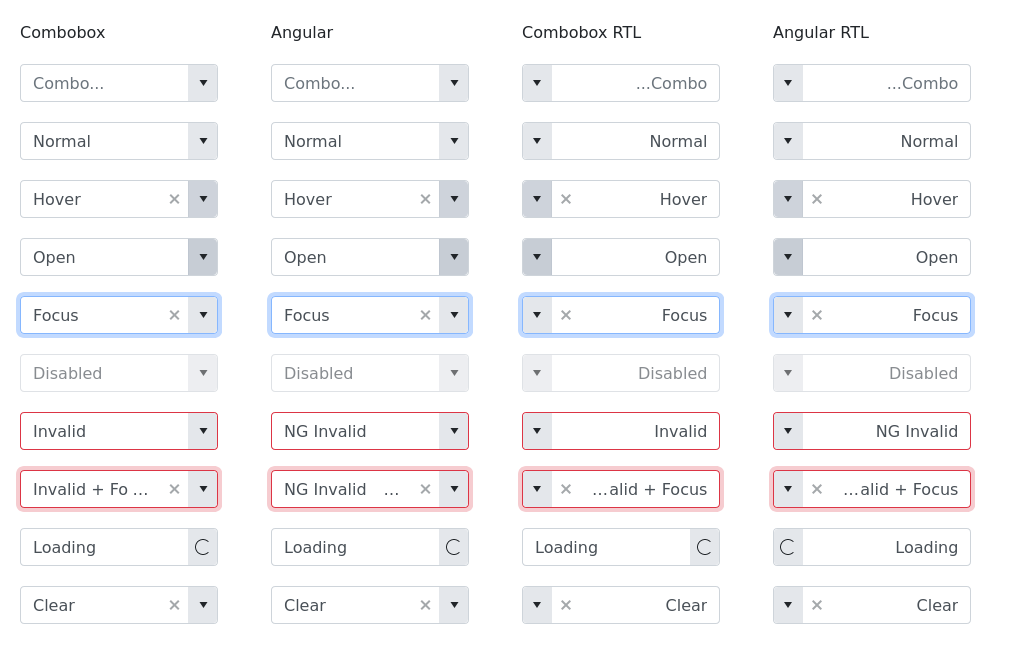 Combobox Angular Combobox RTL Angular RTL
Combo... Combo... ...Combo ...Combo
Normal Normal Normal Normal
Hover Hover Hover Hover
Open Open Open Open
Focus Focus Focus Focus
Disabled Disabled Disabled Disabled
Invalid NG Invalid Invalid NG Invalid
Invalid + Fo ... NG Invalid ... ...alid + Focus ...alid + Focus
Loading Loading Loading Loading
Clear Clear Clear Clear